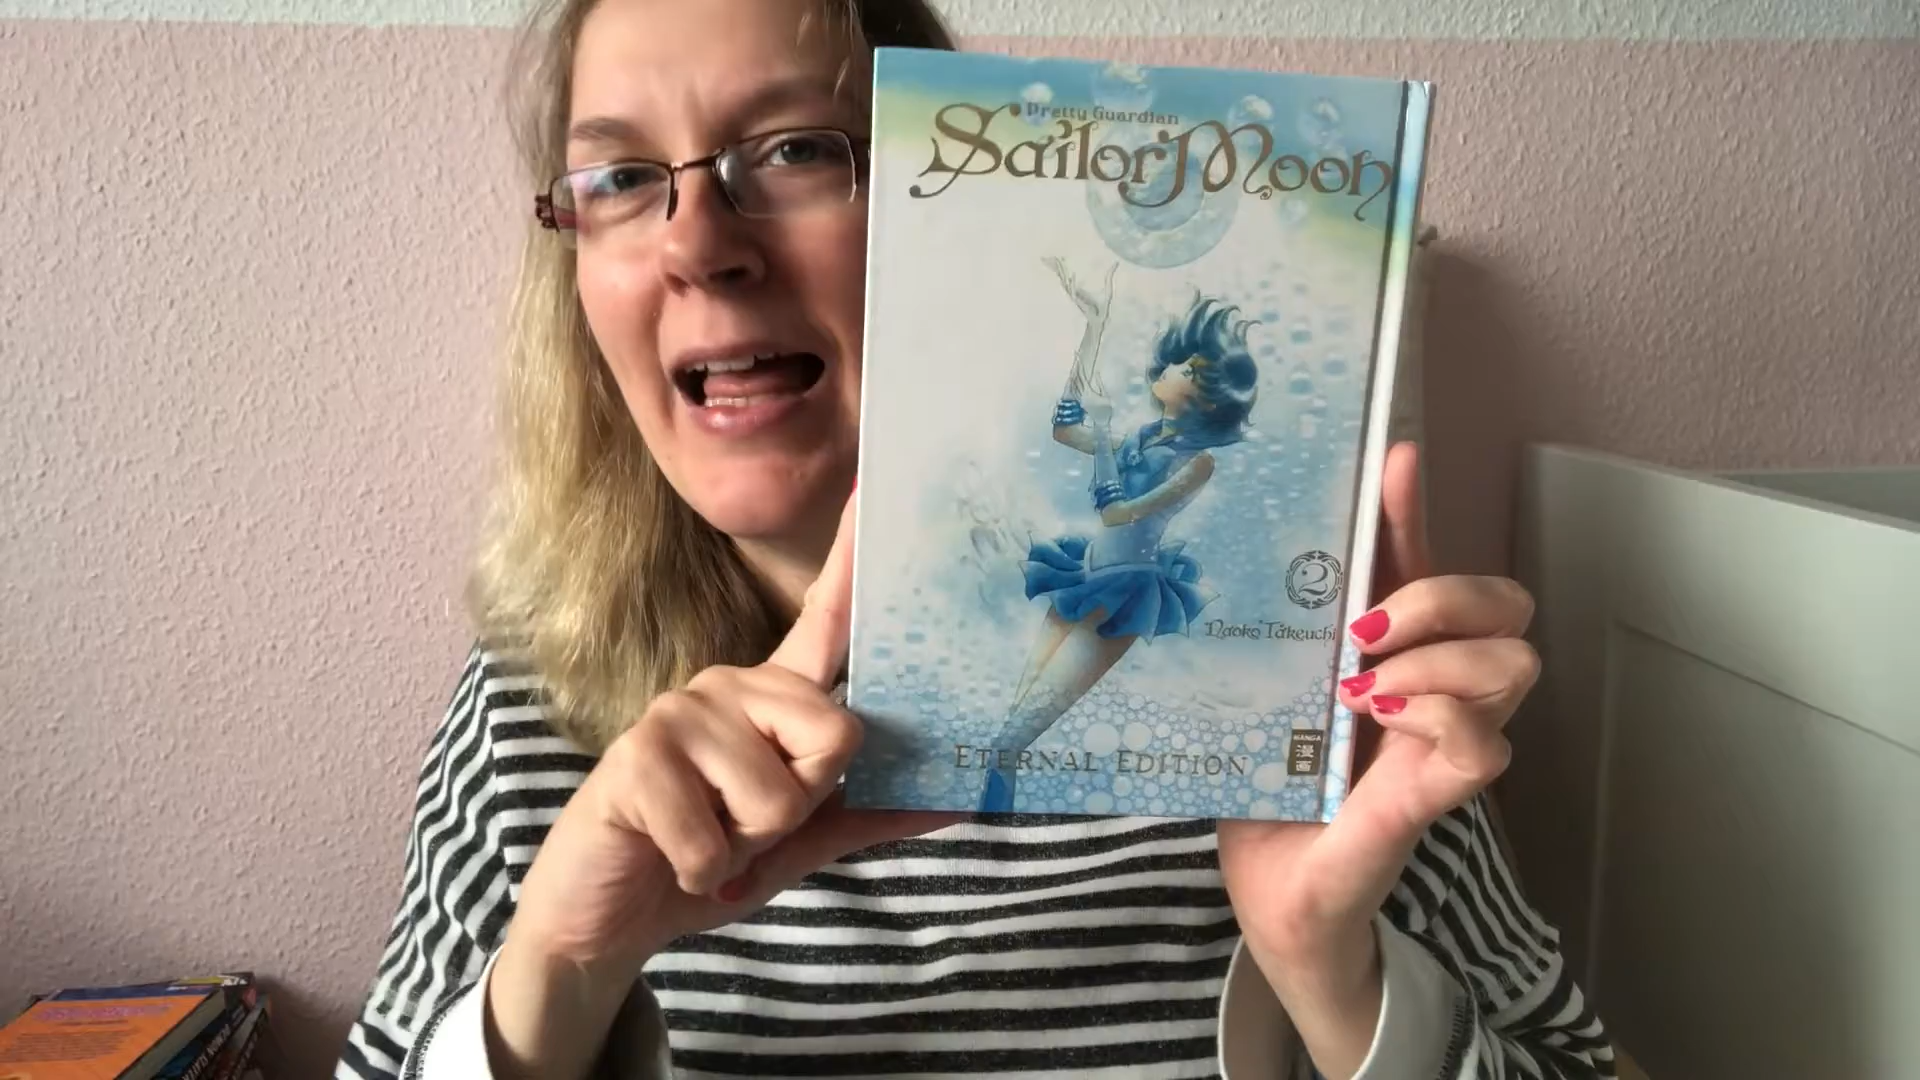 Pretty Guardian
Sailor Moon
2
Naoko Takeuchi
ETERNAL EDITION
MANGA
漫
画